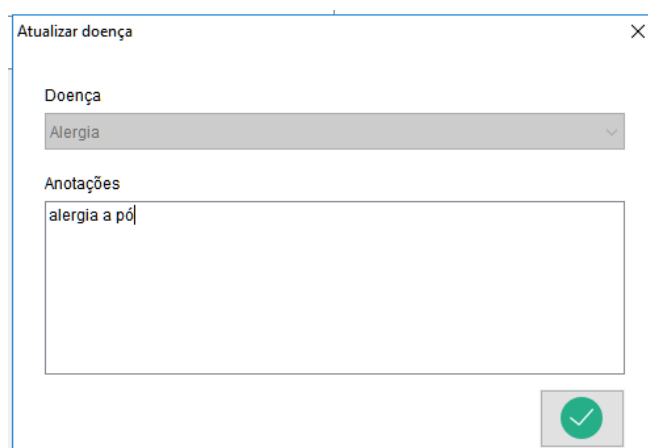 Atualizar doença
Doença
Alergia
Anotações
alergia a pó